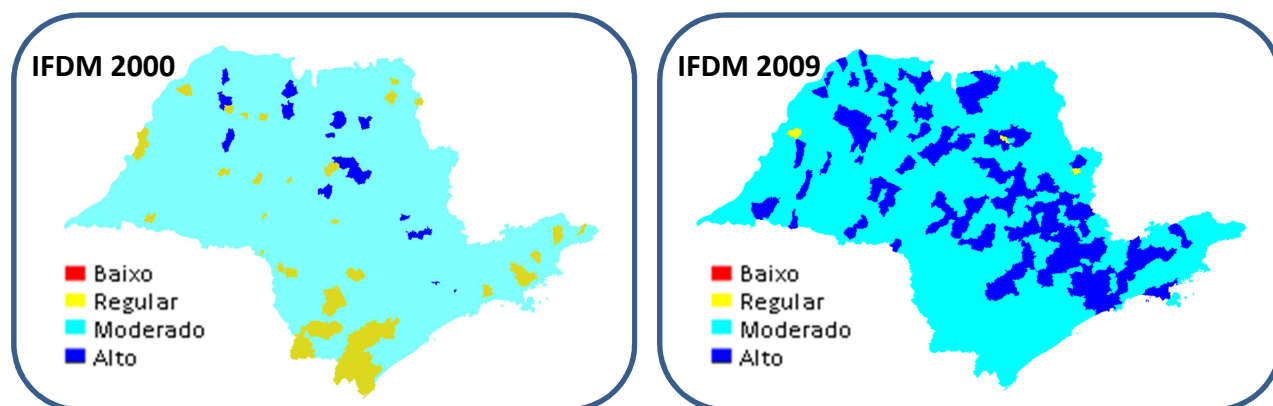 IFDM 2000
Baixo
Regular
Moderado
Alto
IFDM 2009
Baixo
Regular
Moderado
Alto